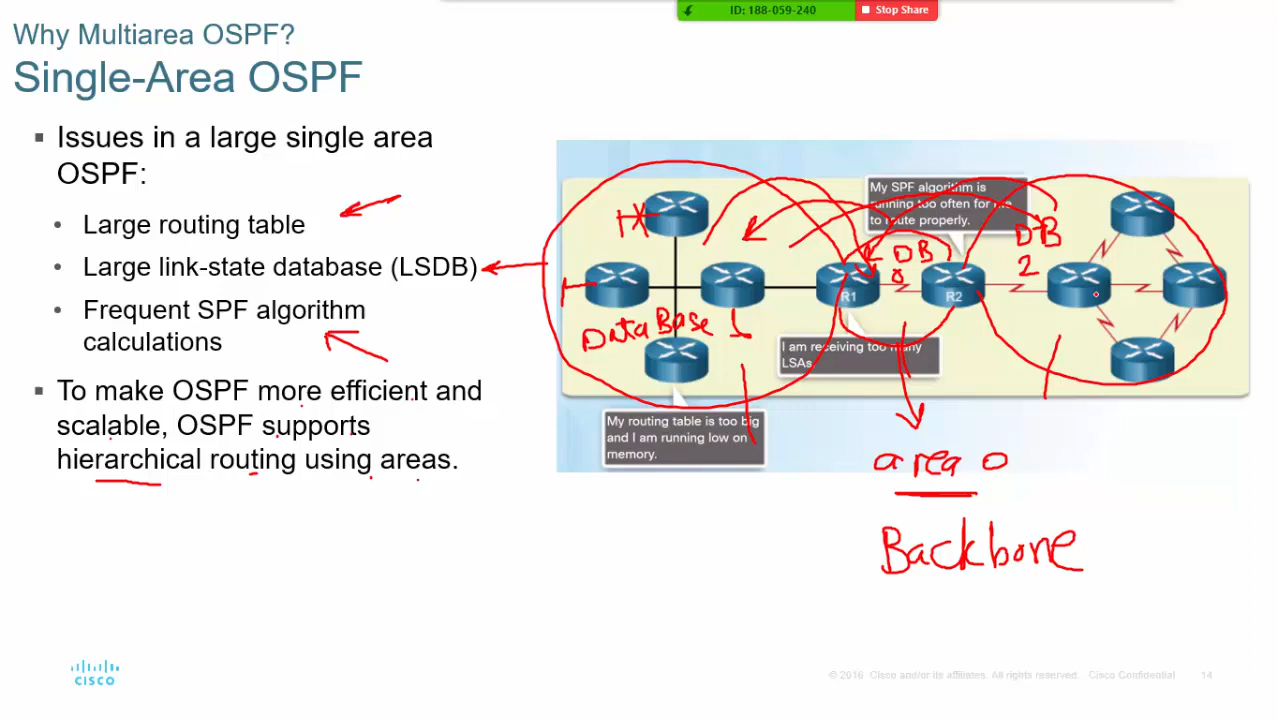 ID: 188-059-240
Stop Share
Why Multiarea OSPF?
Single-Area OSPF
▪ Issues in a large single area
OSPF:
• Large routing table
• Large link-state database (LSDB)
• Frequent SPF algorithm
calculations
▪ To make OSPF more efficient and
scalable, OSPF supports
hierarchical routing using areas.
My SPF algorithm is
running too often for me
to route properly.
DB
0
DB
2
R1
R2
DataBase 1
I am receiving too many
LSAs
My routing table is too big
and I am running low on
memory.
area 0
Backbone
CISCO
© 2016 Cisco and/or its affiliates. All rights reserved. Cisco Confidential
14